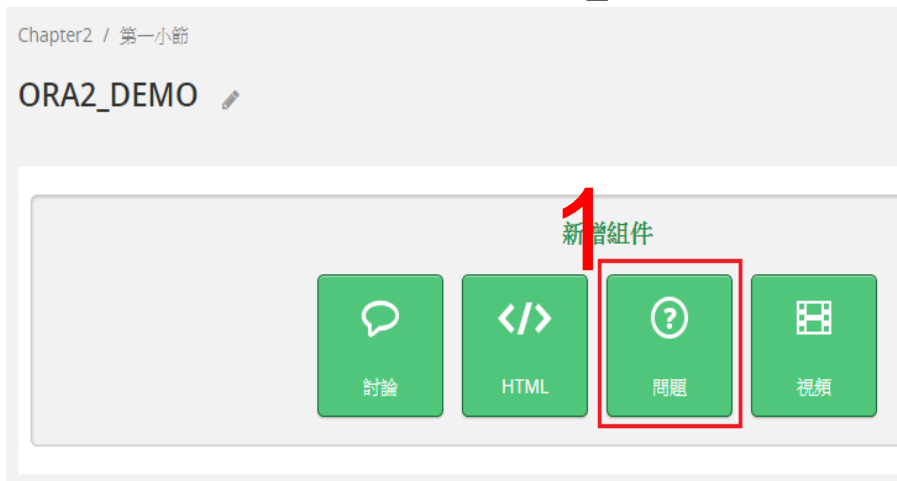 Chapter2 / 第一小節
ORA2_DEMO
1
新增組件
討論 HTML 問題 視頻